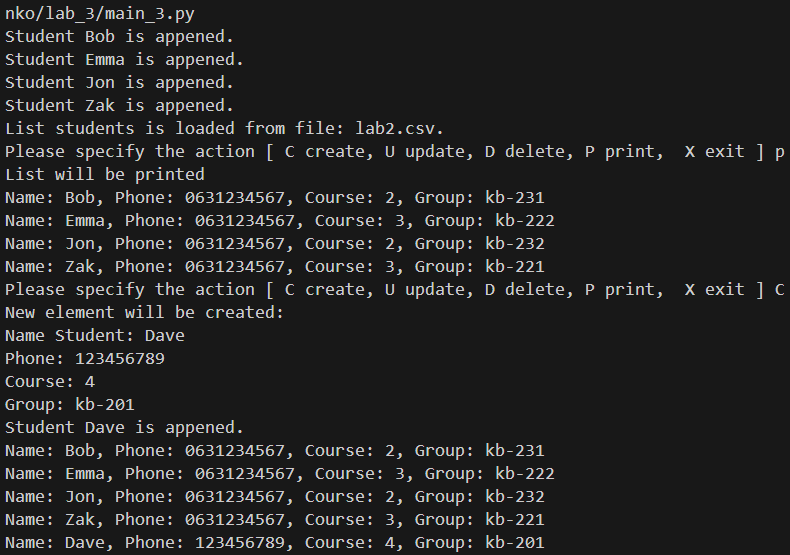 nko/lab_3/main_3.py
Student Bob is appened.
Student Emma is appened.
Student Jon is appened.
Student Zak is appened.
List students is loaded from file: lab2.csv.
Please specify the action [ C create, U update, D delete, P print,  X exit ] p
List will be printed
Name: Bob, Phone: 0631234567, Course: 2, Group: kb-231
Name: Emma, Phone: 0631234567, Course: 3, Group: kb-222
Name: Jon, Phone: 0631234567, Course: 2, Group: kb-232
Name: Zak, Phone: 0631234567, Course: 3, Group: kb-221
Please specify the action [ C create, U update, D delete, P print,  X exit ] C
New element will be created:
Name Student: Dave
Phone: 123456789
Course: 4
Group: kb-201
Student Dave is appened.
Name: Bob, Phone: 0631234567, Course: 2, Group: kb-231
Name: Emma, Phone: 0631234567, Course: 3, Group: kb-222
Name: Jon, Phone: 0631234567, Course: 2, Group: kb-232
Name: Zak, Phone: 0631234567, Course: 3, Group: kb-221
Name: Dave, Phone: 123456789, Course: 4, Group: kb-201